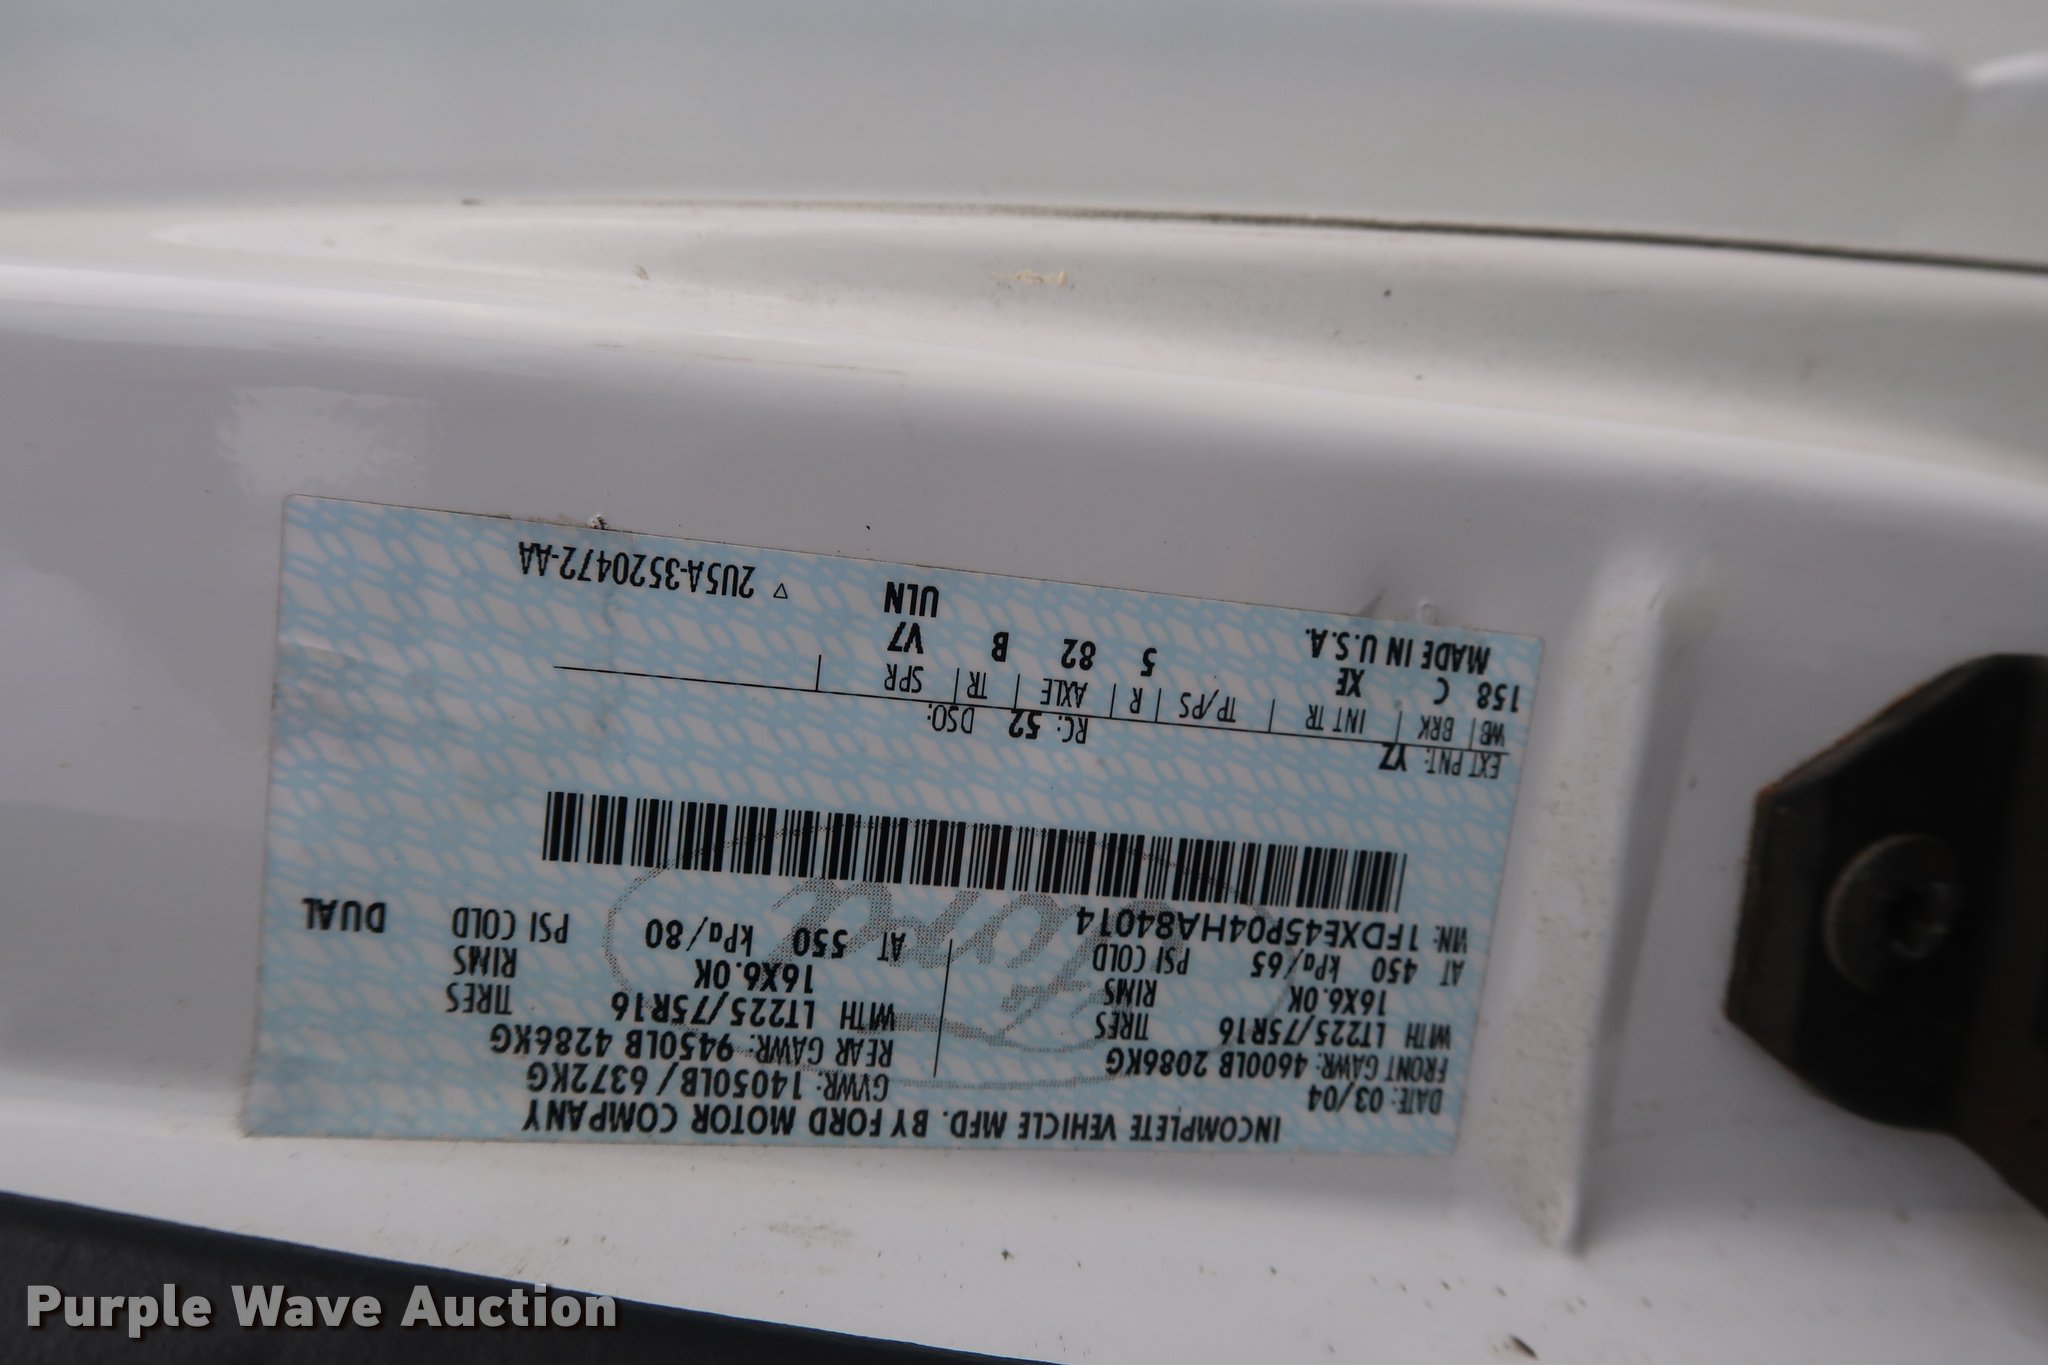 INCOMPLETE VEHICLE MFD. BY FORD MOTOR COMPANY
DATE: 03/04 GVWR: 14050LB / 6372KG
FRONT GAWR: 4600LB 2086KG REAR GAWR: 9450LB 4286KG
WITH LT225/75R16 TIRES WITH LT225/75R16 TIRES
16X6.0K RIMS 16X6.0K RIMS
AT 450 kPa/65 PSI COLD AT 550 kPa/80 PSI COLD DUAL
VIN: 1FDXE45P04HA84014
EXT PNT: YZ RC: 52 DSO:
WB BRK INT TR TP/PS R AXLE TR SPR
158 C XE 5 82 B V7
MADE IN U.S.A. ULN
▽ 2U5A-3520472-AA
Purple Wave Auction